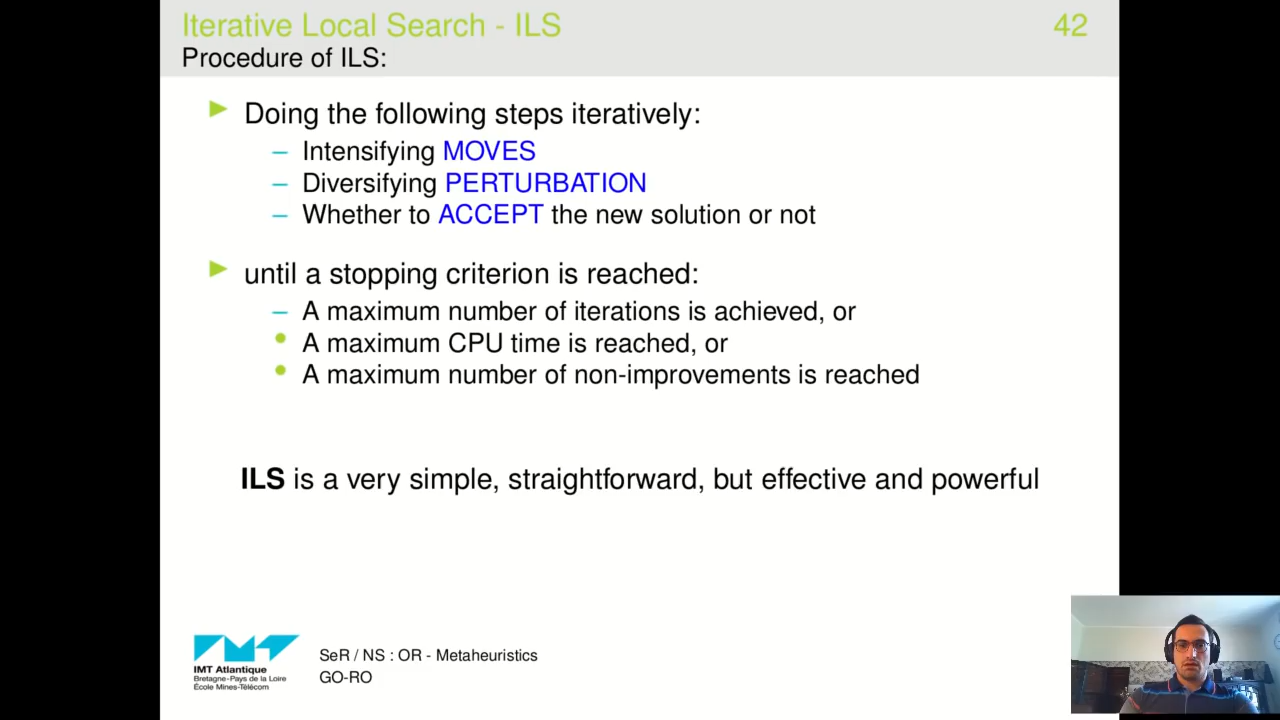 Iterative Local Search - ILS
42
Procedure of ILS:
Doing the following steps iteratively:
– Intensifying MOVES
– Diversifying PERTURBATION
– Whether to ACCEPT the new solution or not
until a stopping criterion is reached:
– A maximum number of iterations is achieved, or
• A maximum CPU time is reached, or
• A maximum number of non-improvements is reached
ILS is a very simple, straightforward, but effective and powerful
IMT Atlantique
Bretagne-Pays de la Loire
École Mines-Télécom
SeR / NS : OR - Metaheuristics
GO-RO